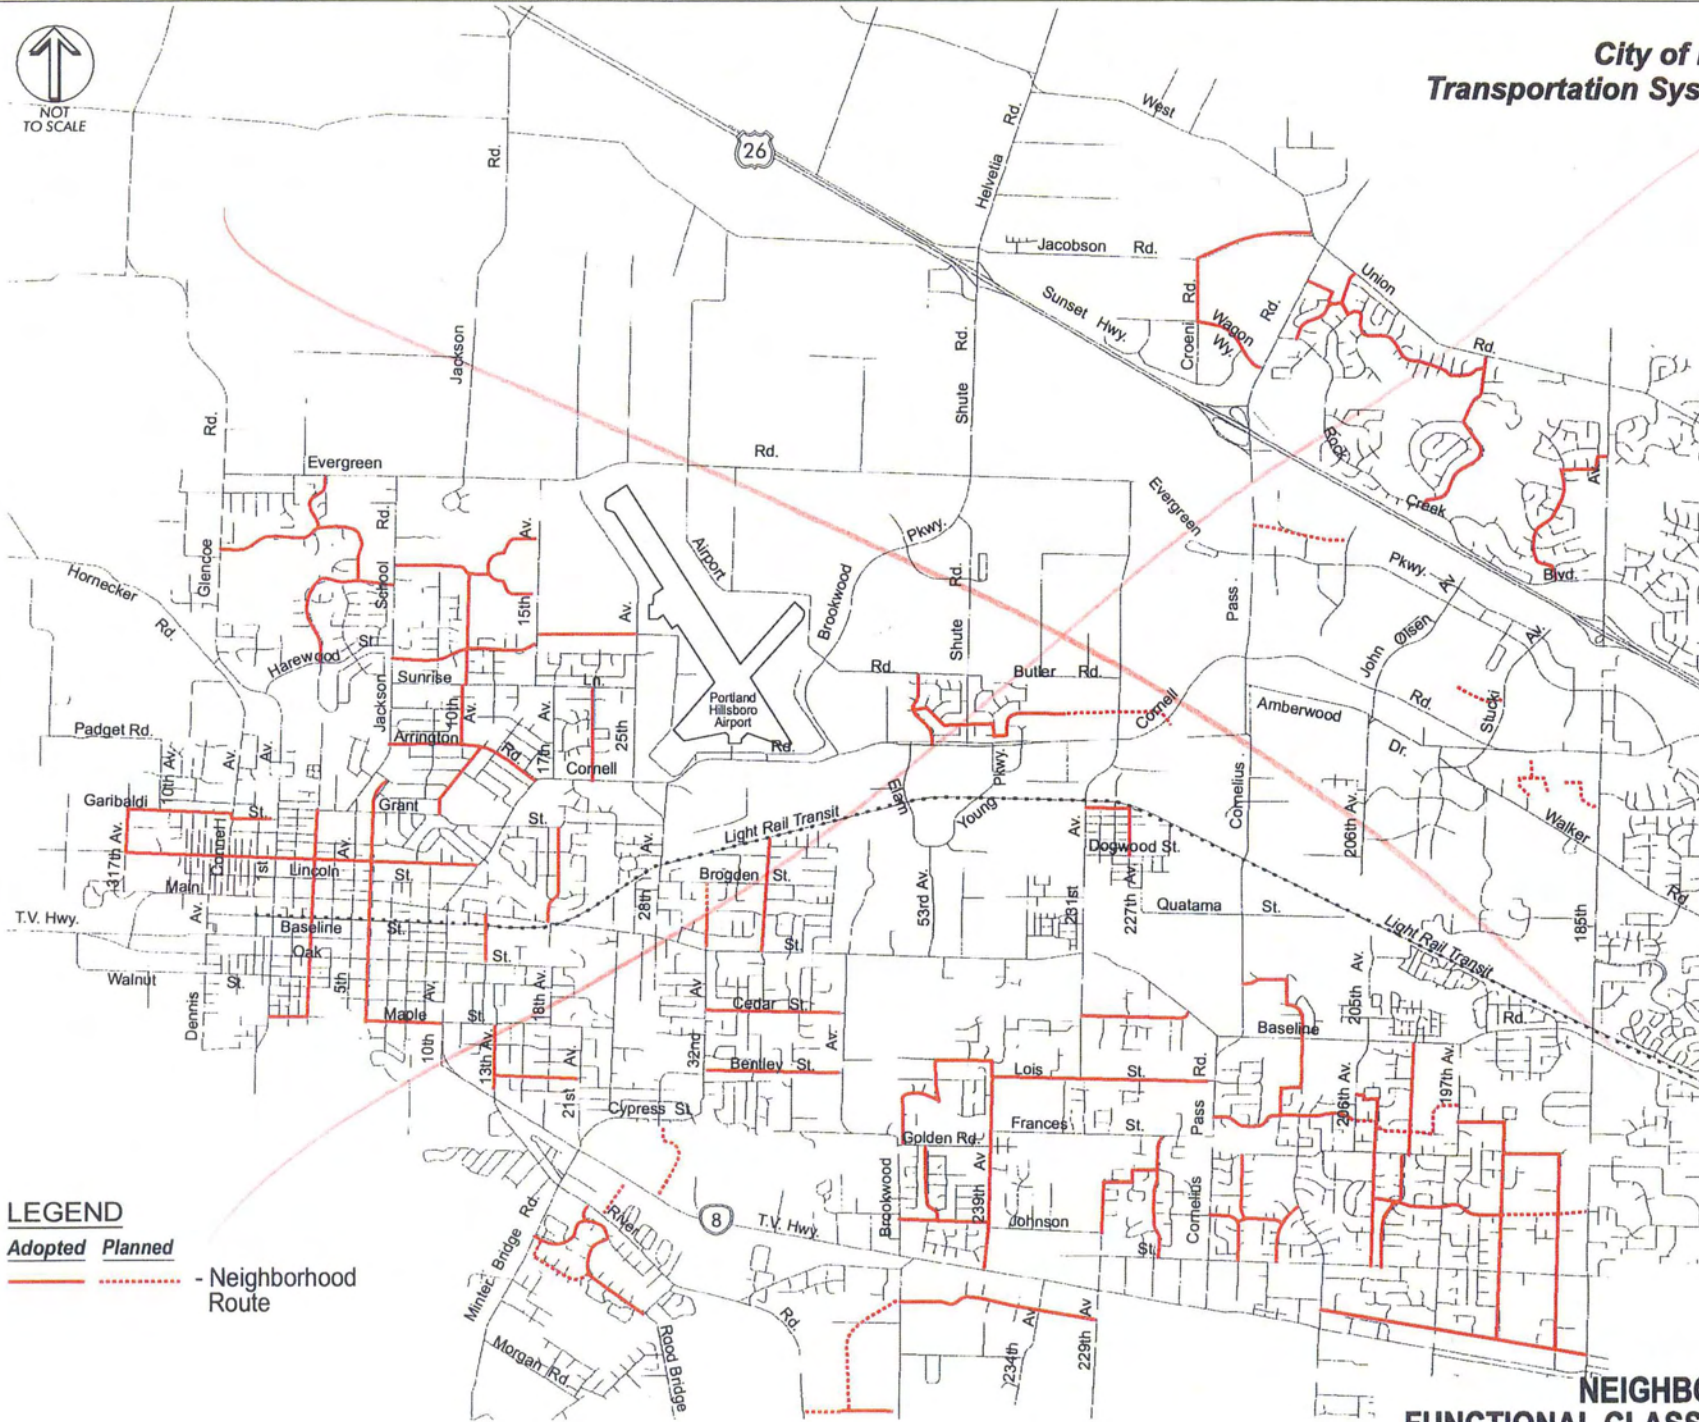 City of
Transportation Sys
NOT
TO SCALE
26
West
Rd.
Rd.
Helvetia
Jacobson Rd.
Union
Sunset Hwy.
Rd.
Croeni
Wagon
Wy.
Rd.
Rd.
Rd.
Jackson
Shute
Rd.
Rock
Creek
Blvd.
Av.
Evergreen
Rd.
Evergreen
Pkwy.
Rd.
Glencoe
School
Av.
15th
Av.
Airport
Brookwood
Pkwy.
Rd.
Shute
Pass
Av
John Olsen
Av.
Stucki
Hornecker
Rd.
Harewood St.
Sunrise
Ln.
Jackson
10th
Av.
Arrington
Rd.
Av.
17th
25th
Cornell
Rd.
Portland
Hillsboro
Airport
Rd.
Butler Rd.
Cornell
Rd.
Amberwood
Dr.
Padget Rd.
10th Av.
Av.
Av.
Garibaldi
St.
Grant
St.
317th Av.
Connell
1st
Av.
Lincoln
St.
Main
Av.
T.V. Hwy.
Baseline
St.
Oak
St.
Walnut
St.
Dennis
5th
Av.
Maple
St.
10th
18th Av.
13th Av.
Av.
21st
Light Rail Transit
Av.
28th
Brogden St.
St.
Av
Cedar St.
32nd
Bentley St.
Av.
Cypress St.
Elam
Young
Pkwy.
53rd Av.
Av.
231st
Dogwood St.
Av.
227th
Quatama St.
Cornelius
206th Av.
Walker
Rd.
185th
Light Rail Transit
Av.
205th
Baseline
Rd.
Lois St.
Rd.
Frances St.
Pass
Golden Rd.
206th Av.
197th Av.
Brookwood
Av
239th
Johnson
St.
Cornelius
8
T.V. Hwy.
River
Rd.
Minter Bridge Rd.
Morgan Rd.
Rood Bridge
Av
234th
Av
229th
LEGEND
Adopted Planned
- Neighborhood
Route
NEIGHBO
FUNCTIONAL CLASS